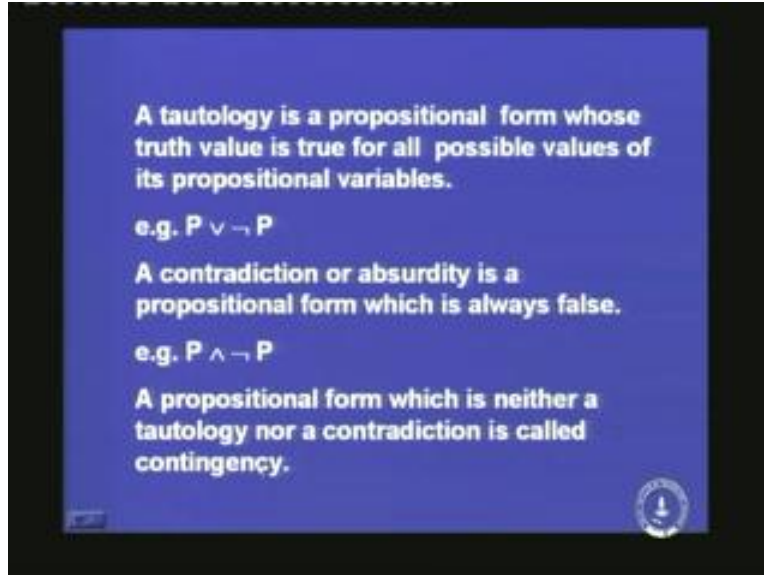 A tautology is a propositional form whose
truth value is true for all possible values of
its propositional variables.
e.g. P ∨ ¬ P
A contradiction or absurdity is a
propositional form which is always false.
e.g. P ∧ ¬ P
A propositional form which is neither a
tautology nor a contradiction is called
contingency.